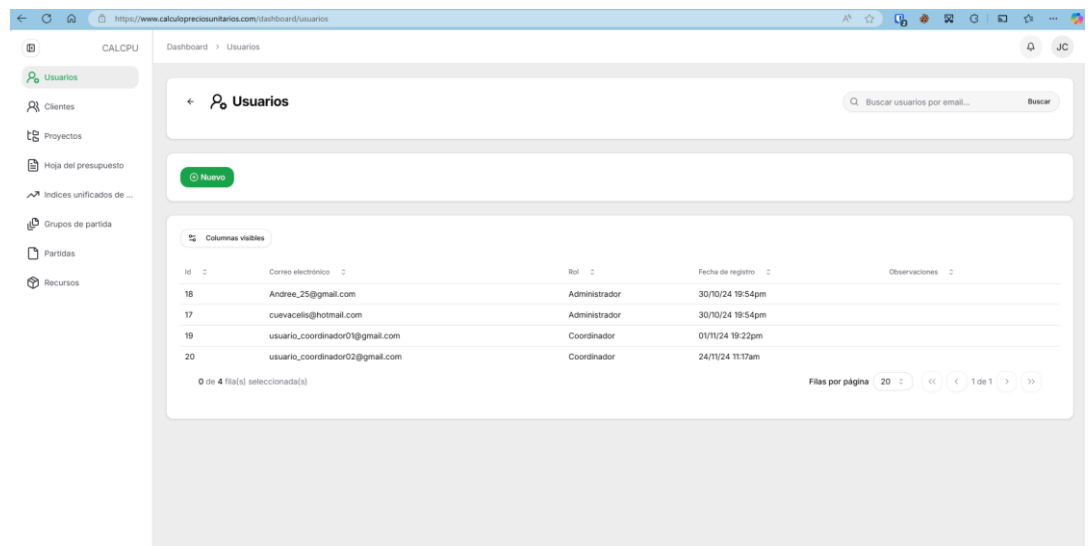 https://www.calculopreciosunitarios.com/dashboard/usuarios
CALCPU
Dashboard > Usuarios
JC
Usuarios
Clientes
Proyectos
Hoja del presupuesto
Indices unificados de ...
Grupos de partida
Partidas
Recursos
Usuarios
Buscar usuarios por email...
Buscar
Nuevo
Columnas visibles
Id Correo electrónico Rol Fecha de registro Observaciones
18 Andree_25@gmail.com Administrador 30/10/24 19:54pm
17 cuevacelis@hotmail.com Administrador 30/10/24 19:54pm
19 usuario_coordinador01@gmail.com Coordinador 01/11/24 19:22pm
20 usuario_coordinador02@gmail.com Coordinador 24/11/24 11:17am
0 de 4 fila(s) seleccionada(s)
Filas por página 20 << < 1 de 1 > >>